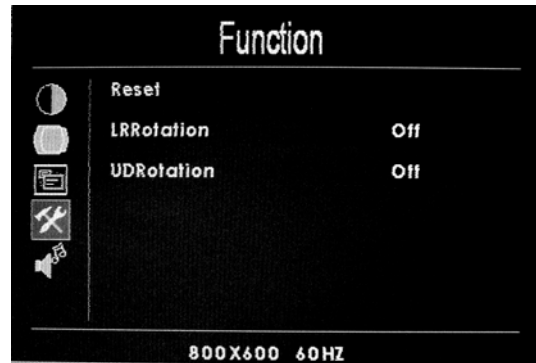 Function
Reset
LRRotation Off
UDRotation Off
800X600 60HZ